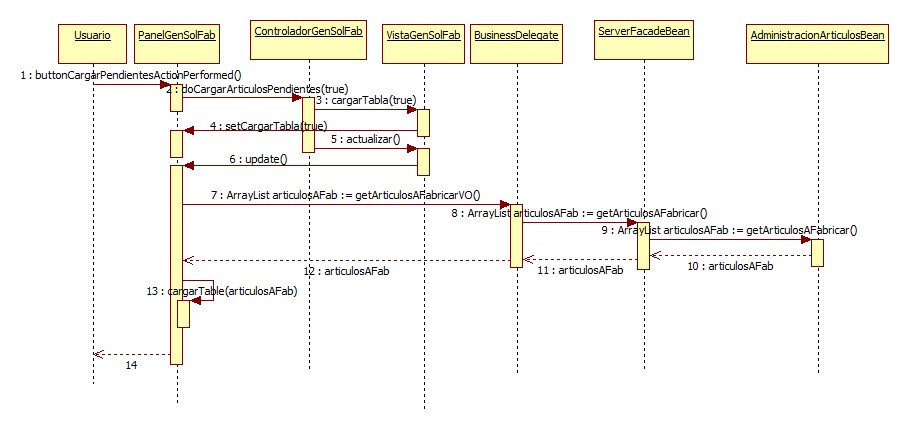 Usuario
PanelGenSolFab
ControladorGenSolFab
VistaGenSolFab
BusinessDelegate
ServerFacadeBean
AdministracionArticulosBean
1 : buttonCargarPendientesActionPerformed()
2 : doCargarArticulosPendientes(true)
3 : cargarTabla(true)
4 : setCargarTabla(true)
5 : actualizar()
6 : update()
7 : ArrayList articulosAFab := getArticulosAFabricarVO()
8 : ArrayList articulosAFab := getArticulosAFabricar()
9 : ArrayList articulosAFab := getArticulosAFabricar()
10 : articulosAFab
11 : articulosAFab
12 : articulosAFab
13 : cargarTable(articulosAFab)
14